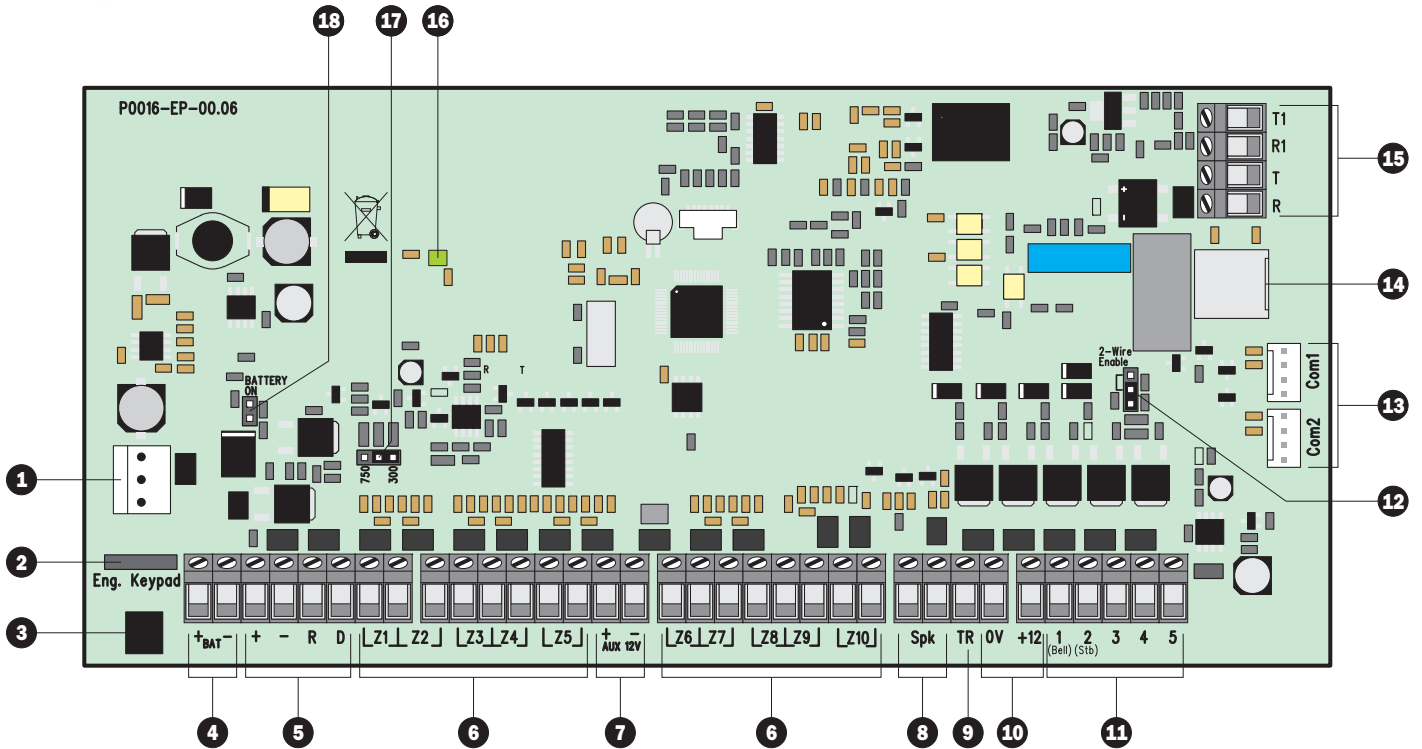 18 17 16
P0016-EP-00.06
T1
R1
T
R
15
14
R T
2-Wire
Enable
BATTERY
ON
Com1
13
Com2
750 300
1
12
2
Eng. Keypad
3
+ BAT - + - R D Z1 Z2 Z3 Z4 Z5 + - Z6 Z7 Z8 Z9 Z10 Spk TR 0V +12 1 2 3 4 5
AUX 12V
(Bell) (Stb)
4 5 6 7 6 8 9 10 11